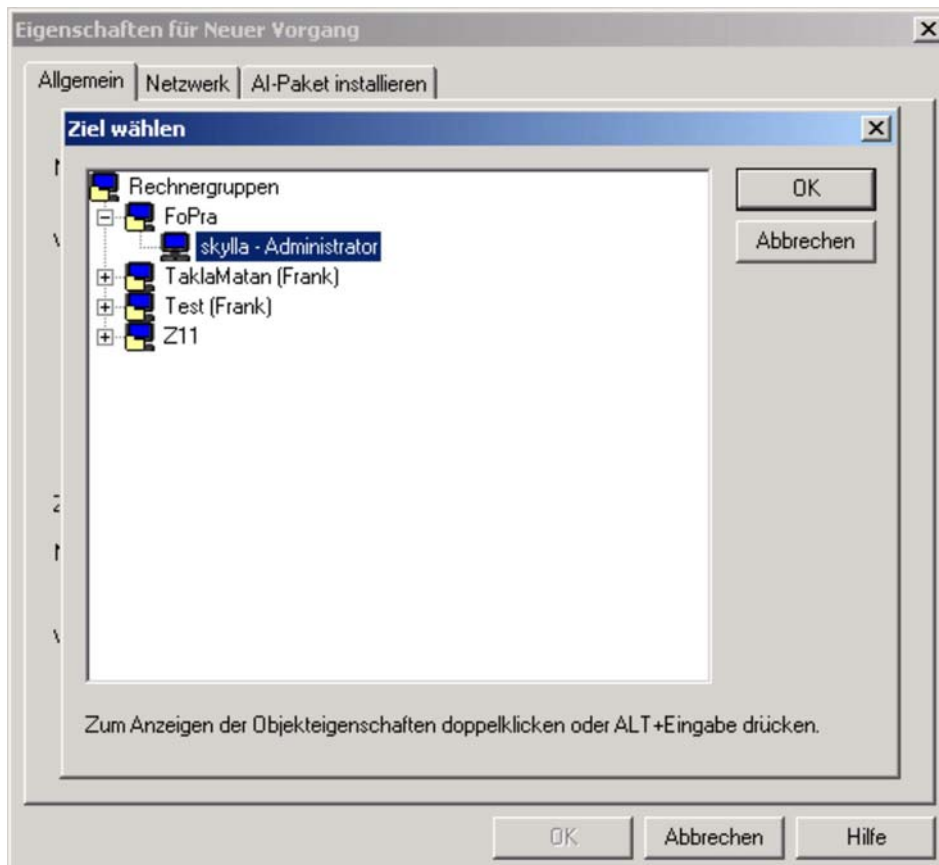 Eigenschaften für Neuer Vorgang
Allgemein
Netzwerk
AI-Paket installieren
Ziel wählen
Rechnergruppen
FoPra
skylla - Administrator
TaklaMatan (Frank)
Test (Frank)
Z11
OK
Abbrechen
Zum Anzeigen der Objekteigenschaften doppelklicken oder ALT+Eingabe drücken.
OK
Abbrechen
Hilfe